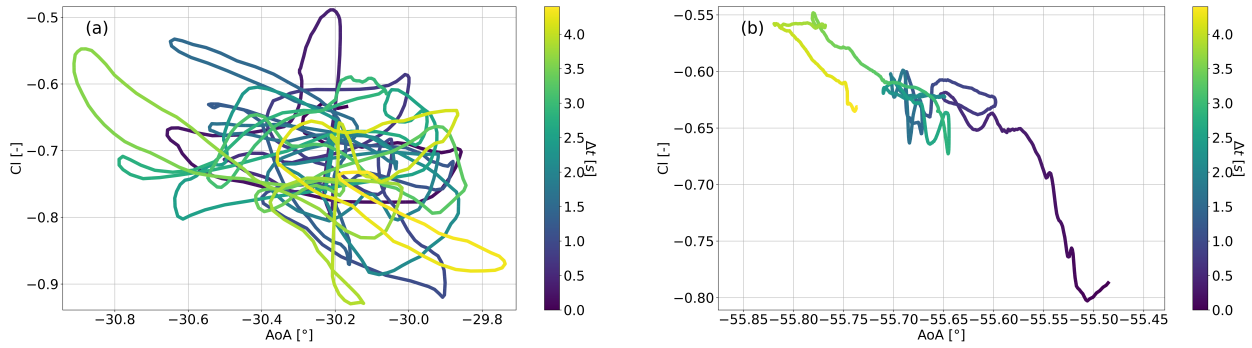 (a)
−0.5
−0.6
−0.7
−0.8
−0.9
Cl [-]
−30.8 −30.6 −30.4 −30.2 −30.0 −29.8
AoA [°]
4.0
3.5
3.0
2.5
2.0
1.5
1.0
0.5
0.0
Δt [s]
(b)
−0.55
−0.60
−0.65
−0.70
−0.75
−0.80
Cl [-]
−55.85 −55.80 −55.75 −55.70 −55.65 −55.60 −55.55 −55.50 −55.45
AoA [°]
4.0
3.5
3.0
2.5
2.0
1.5
1.0
0.5
0.0
Δt [s]